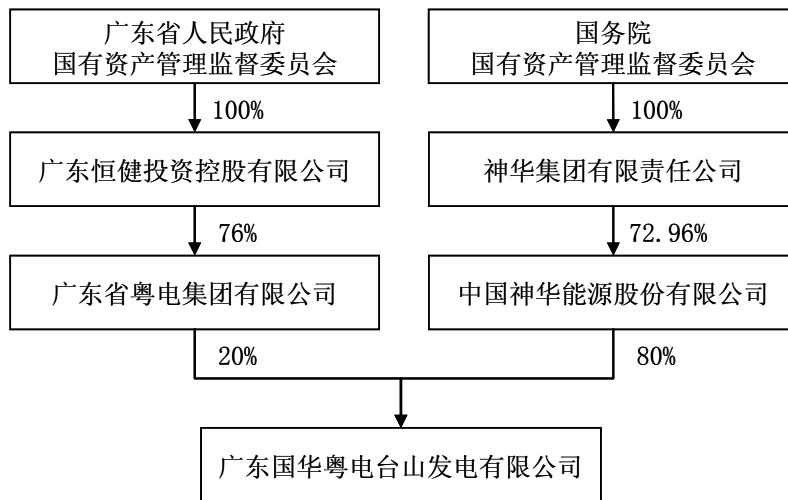 广东省人民政府
国有资产管理监督委员会
国务院
国有资产管理监督委员会
100%
100%
广东恒健投资控股有限公司
神华集团有限责任公司
76%
72.96%
广东省粤电集团有限公司
中国神华能源股份有限公司
20%
80%
广东国华粤电台山发电有限公司